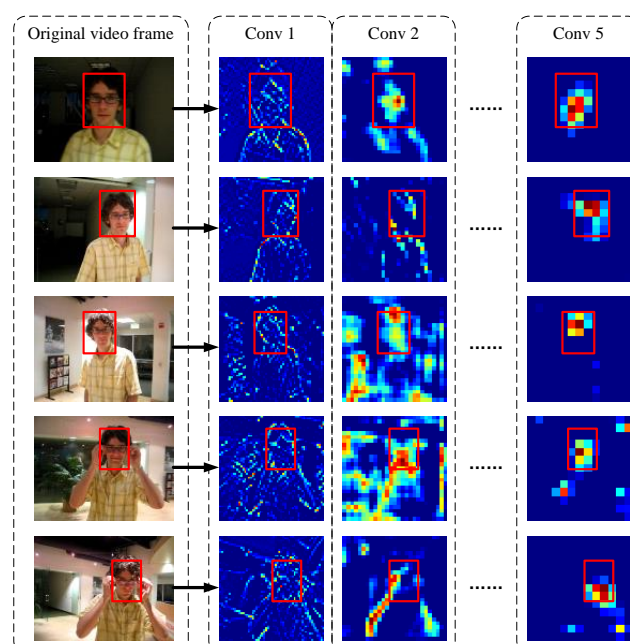 Original video frame
Conv 1
Conv 2
Conv 5
......
......
......
......
......